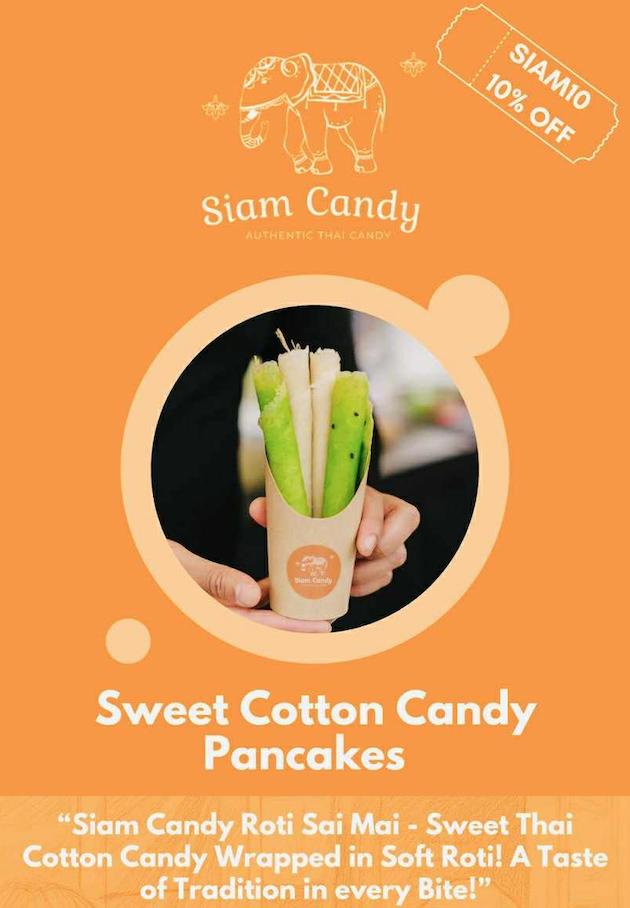 SIAM10
10% OFF
Siam Candy
AUTHENTIC THAI CANDY
Siam Candy
Sweet Cotton Candy
Pancakes
“Siam Candy Roti Sai Mai - Sweet Thai
Cotton Candy Wrapped in Soft Roti! A Taste
of Tradition in every Bite!”